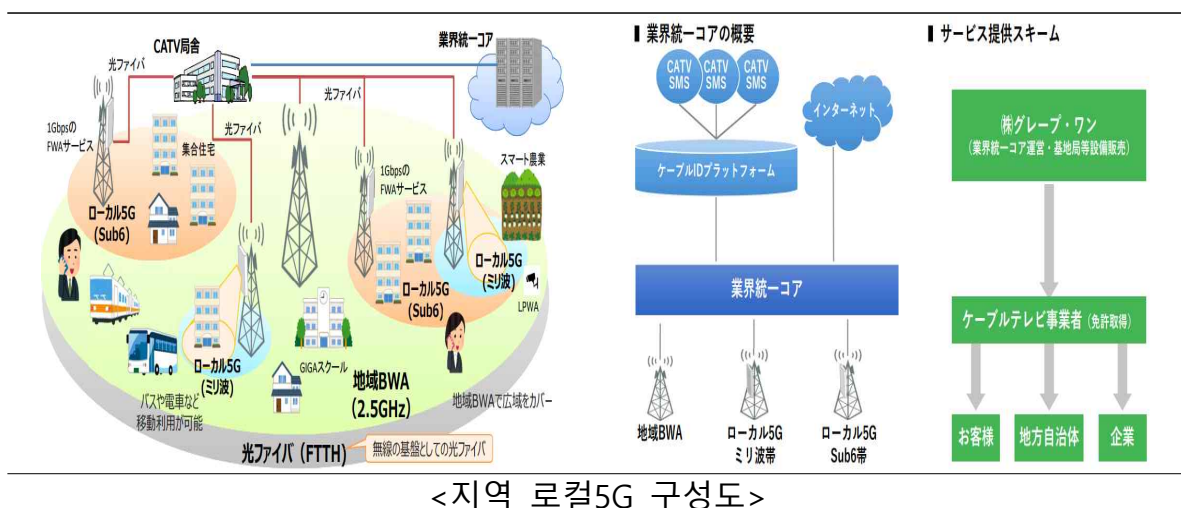 CATV局舎
業界統一コア
光ファイバ
光ファイバ
光ファイバ
1Gbpsの
FWAサービス
集合住宅
ローカル5G
(Sub6)
1Gbpsの
FWAサービス
スマート農業
ローカル5G
(ミリ波)
LPWA
ローカル5G
(Sub6)
ローカル5G
(ミリ波)
GIGAスクール
バスや電車など
移動利用が可能
地域BWA
(2.5GHz)
地域BWAで広域をカバー
光ファイバ (FTTH)
無線の基盤としての光ファイバ
業界統一コアの概要
CATV
SMS
CATV
SMS
CATV
SMS
インターネット
ケーブルIDプラットフォーム
業界統一コア
地域BWA
ローカル5G
ミリ波帯
ローカル5G
Sub6帯
サービス提供スキーム
㈱グレープ・ワン
(業界統一コア運営・基地局等設備販売)
ケーブルテレビ事業者 (免許取得)
お客様
地方自治体
企業
<지역 로컬5G 구성도>